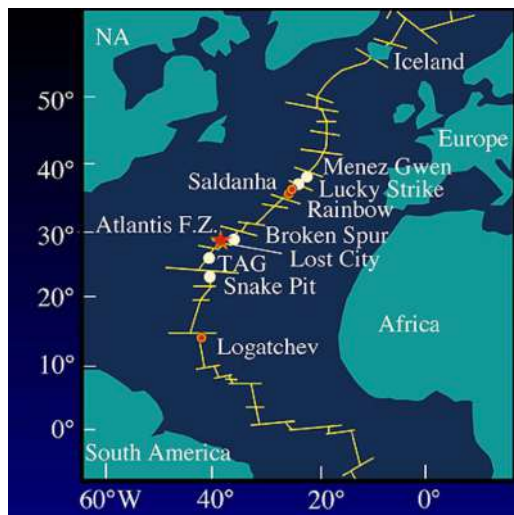 NA
Iceland
50°
Europe
40°
Menez Gwen
Saldanha
Lucky Strike
Rainbow
Atlantis F.Z.
30°
Broken Spur
Lost City
TAG
Snake Pit
20°
Africa
Logatchev
10°
0°
South America
60°W
40°
20°
0°